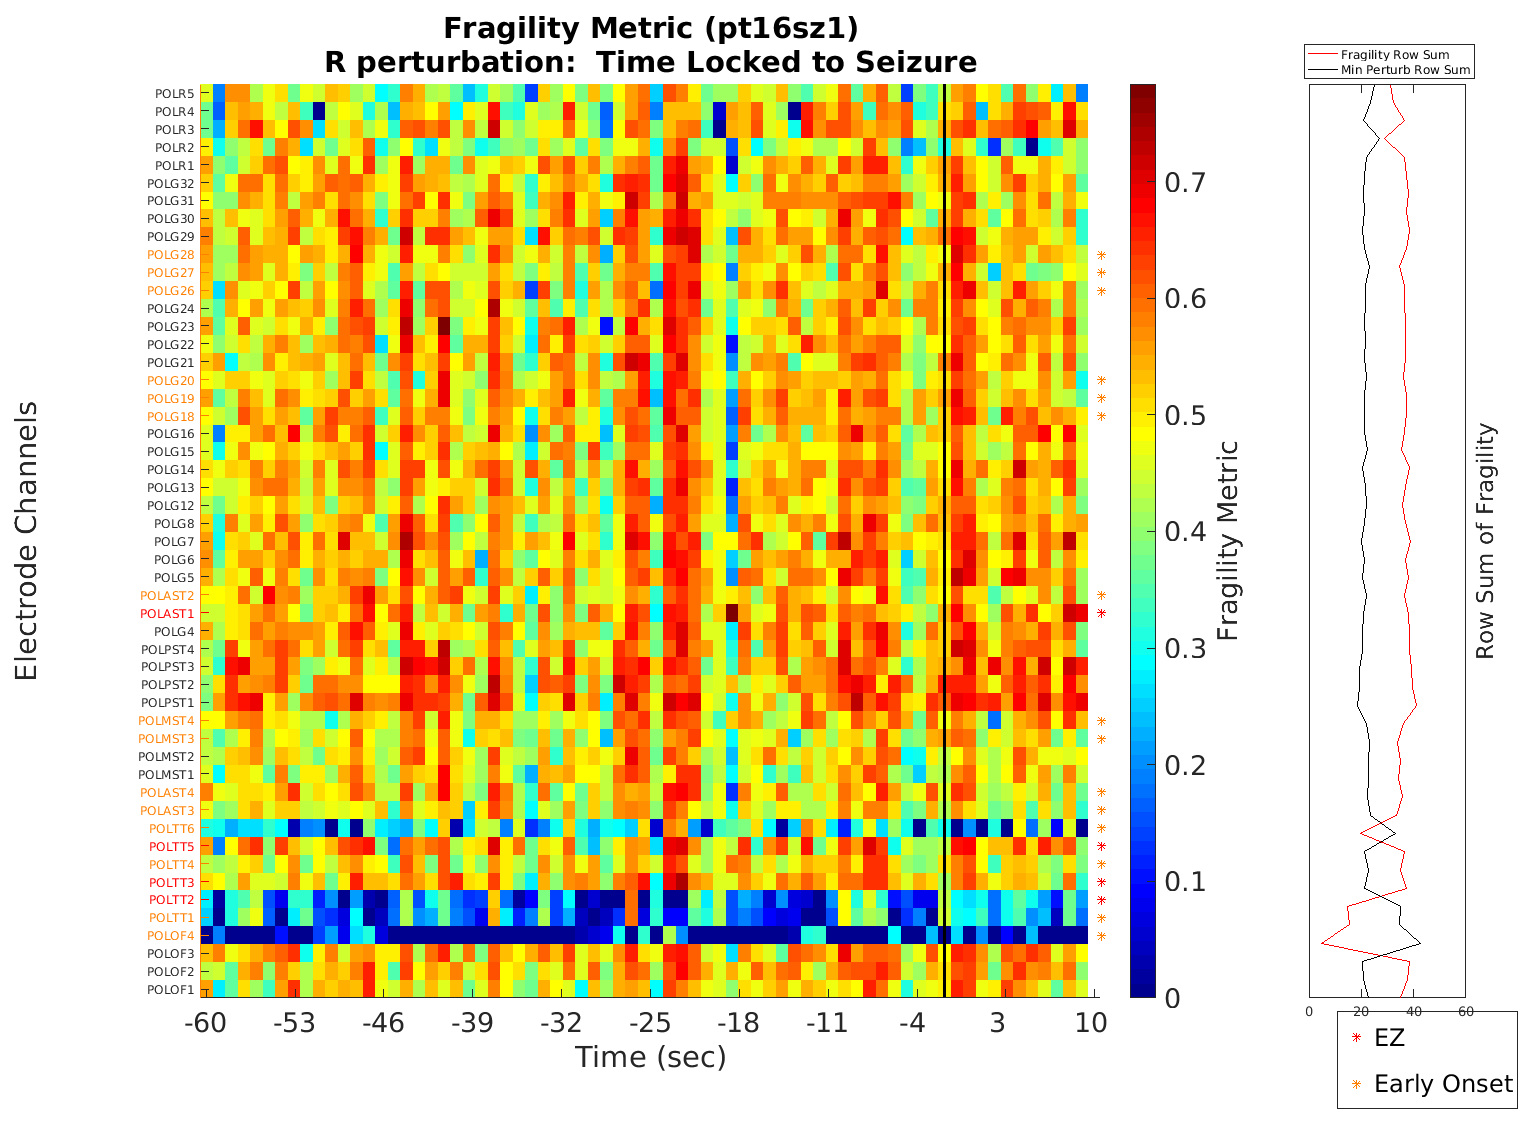 Fragility Metric (pt16sz1)
R perturbation:  Time Locked to Seizure
Electrode Channels
POLR5
POLR4
POLR3
POLR2
POLR1
POLG32
POLG31
POLG30
POLG29
POLG28
POLG27
POLG26
POLG24
POLG23
POLG22
POLG21
POLG20
POLG19
POLG18
POLG16
POLG15
POLG14
POLG13
POLG12
POLG8
POLG7
POLG6
POLG5
POLAST2
POLAST1
POLG4
POLPST4
POLPST3
POLPST2
POLPST1
POLMST4
POLMST3
POLMST2
POLMST1
POLAST4
POLAST3
POLTT6
POLTT5
POLTT4
POLTT3
POLTT2
POLTT1
POLOF4
POLOF3
POLOF2
POLOF1
-60 -53 -46 -39 -32 -25 -18 -11 -4 3 10
Time (sec)
0.7
0.6
0.5
0.4
0.3
0.2
0.1
0
Fragility Metric
Fragility Row Sum
Min Perturb Row Sum
0 20 40 60
Row Sum of Fragility
EZ
Early Onset